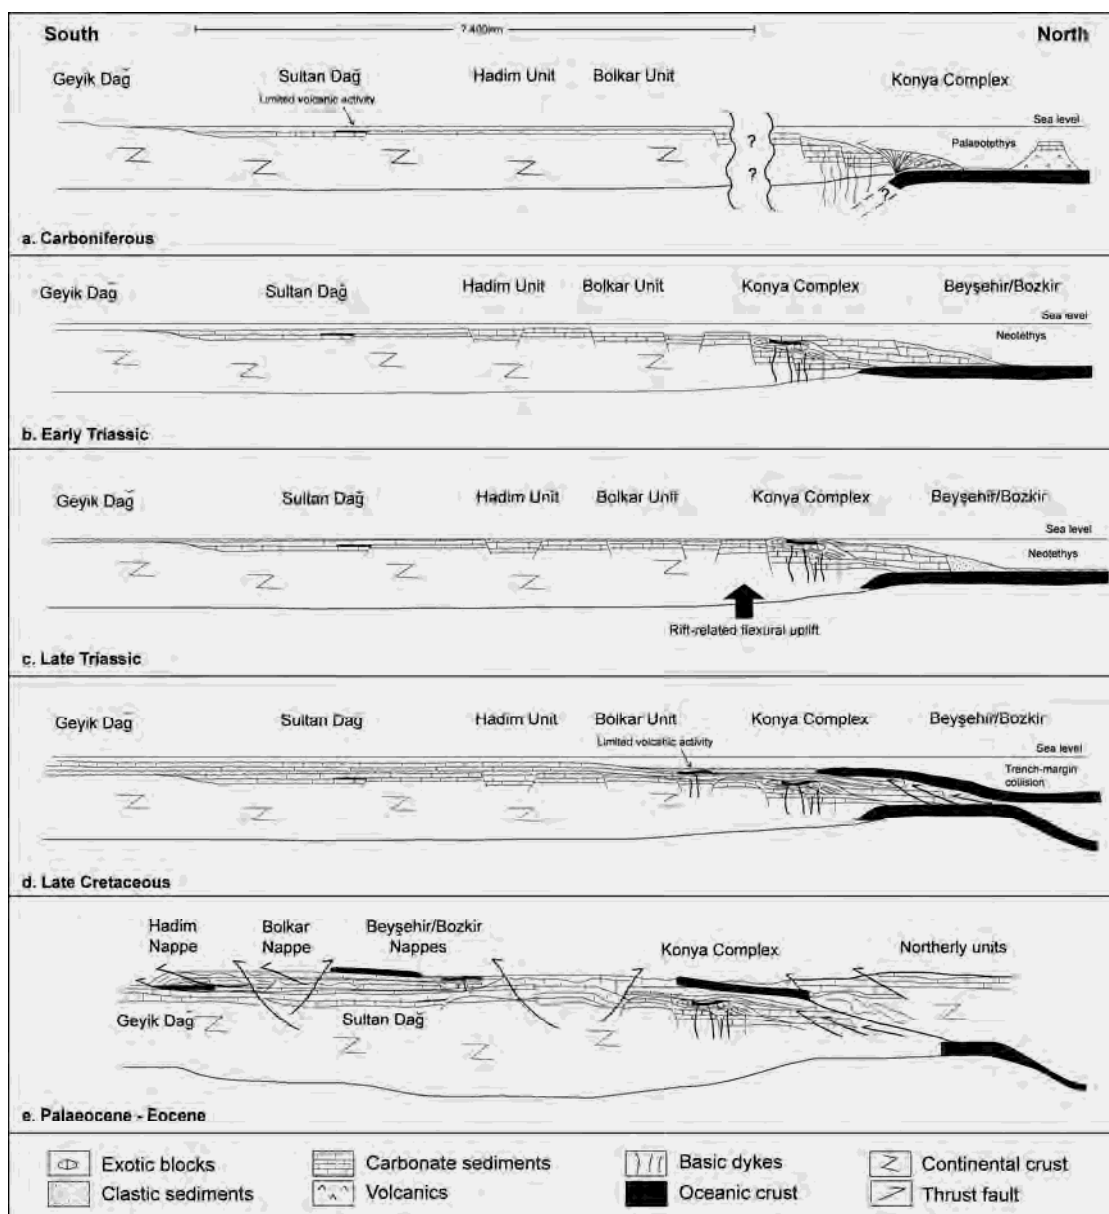 South
? 400km
North
Geyik Dağ
Sultan Dağ
Hadim Unit
Bolkar Unit
Konya Complex
Limited volcanic activity
Sea level
Palaeotethys
?
?
?
a. Carboniferous
Geyik Dağ
Sultan Dağ
Hadim Unit
Bolkar Unit
Konya Complex
Beyşehir/Bozkir
Sea level
Neotethys
b. Early Triassic
Geyik Dağ
Sultan Dağ
Hadim Unit
Bolkar Unit
Konya Complex
Beyşehir/Bozkir
Sea level
Neotethys
Rift-related flexural uplift
c. Late Triassic
Geyik Dağ
Sultan Dağ
Hadim Unit
Bolkar Unit
Konya Complex
Beyşehir/Bozkir
Limited volcanic activity
Sea level
Trench-margin
collision
d. Late Cretaceous
Hadim
Nappe
Bolkar
Nappe
Beyşehir/Bozkir
Nappes
Konya Complex
Northerly units
Geyik Dağ
Sultan Dağ
e. Palaeocene - Eocene
Exotic blocks
Carbonate sediments
Basic dykes
Continental crust
Clastic sediments
Volcanics
Oceanic crust
Thrust fault